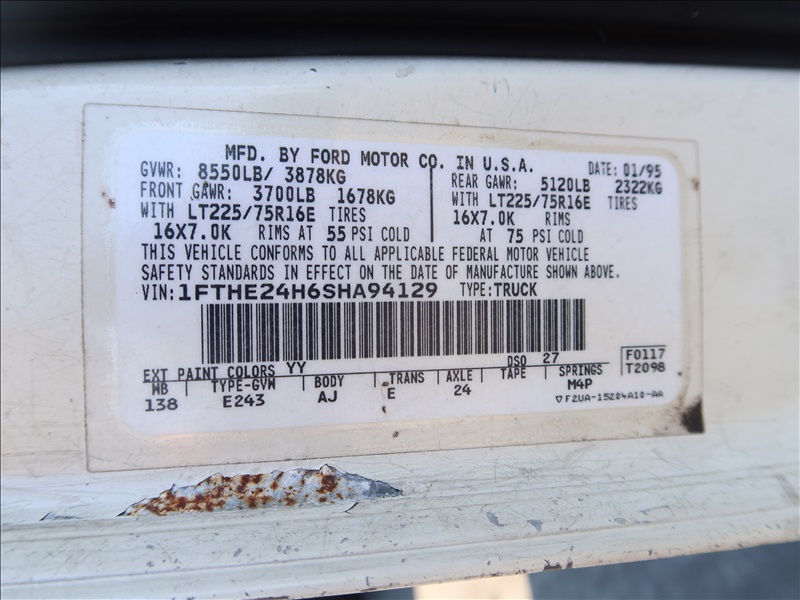 MFD. BY FORD MOTOR CO. IN U.S.A.
DATE: 01/95
GVWR: 8550LB/ 3878KG
FRONT GAWR: 3700LB 1678KG
WITH LT225/75R16E TIRES
16X7.0K RIMS AT 55 PSI COLD
REAR GAWR: 5120LB 2322KG
WITH LT225/75R16E TIRES
16X7.0K RIMS
AT 75 PSI COLD
THIS VEHICLE CONFORMS TO ALL APPLICABLE FEDERAL MOTOR VEHICLE
SAFETY STANDARDS IN EFFECT ON THE DATE OF MANUFACTURE SHOWN ABOVE.
VIN: 1FTHE24H6SHA94129 TYPE: TRUCK
EXT PAINT COLORS YY DSO 27
F0117
T2098
MB TYPE-GVW BODY TRANS AXLE TAPE SPRINGS
138 E243 AJ E 24 M4P
▽ F2UA-15204A10-AA